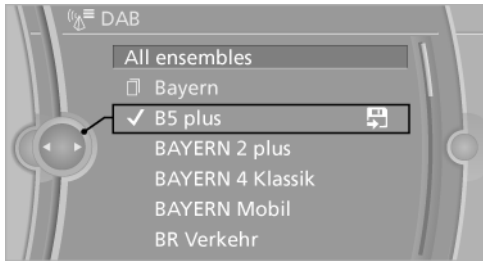 DAB
All ensembles
Bayern
B5 plus
BAYERN 2 plus
BAYERN 4 Klassik
BAYERN Mobil
BR Verkehr